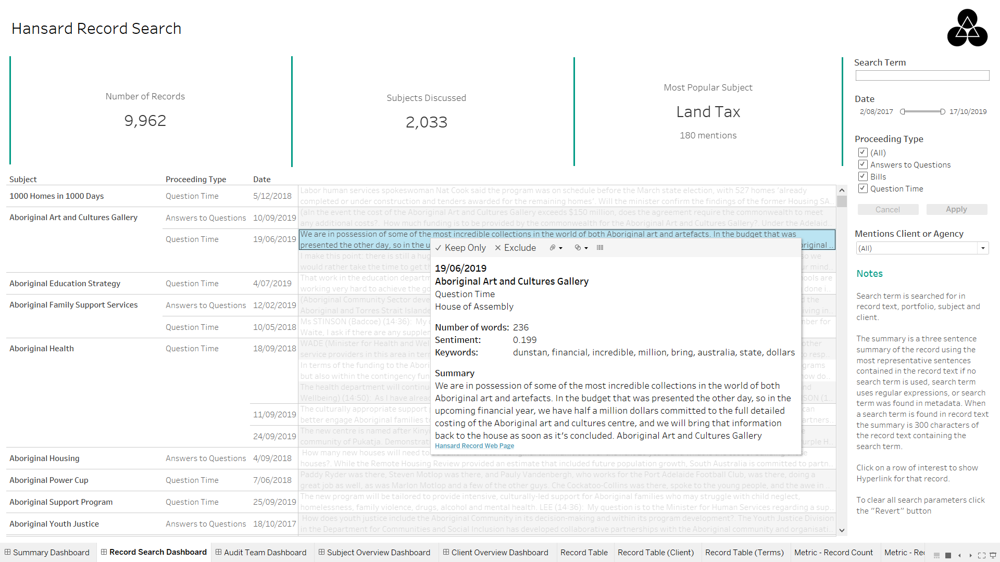 Hansard Record Search
Number of Records
9,962
Subjects Discussed
2,033
Most Popular Subject
Land Tax
180 mentions
Search Term
Date
2/08/2017 17/10/2019
Proceeding Type
(All)
Answers to Questions
Bills
Question Time
Cancel Apply
Mentions Client or Agency
(All)
Notes
Search term is searched for in
record text, portfolio, subject and
client.
The summary is a three sentence
summary of the record using the
most representative sentences
contained in the record text if no
search term is used, search term
uses regular expressions, or search
term was found in metadata. When
a search term is found in record text
the summary is 300 characters of
the record text containing the
search term.
Click on a row of interest to show
Hyperlink for that record.
To clear all search parameters click
the "Revert" button
Subject Proceeding Type Date
1000 Homes in 1000 Days Question Time 5/12/2018
Labor human services spokeswoman Nat Cook said the program was on schedule before the March state election, with 527 homes 'already
completed or under construction and tenders awarded for the remaining homes'. Will the minister confirm the findings of the former Housing SA..
Aboriginal Art and Cultures Gallery Answers to Questions 10/09/2019
(aIn the event the cost of the Aboriginal Art and Cultures Gallery exceeds $150 million, does the agreement require the commonwealth to meet
any additional costs?. How much funding is to be provided by the commonwealth for the Aboriginal Art and Cultures Gallery?. Under the Adelaid..
Question Time 19/06/2019
We are in possession of some of the most incredible collections in the world of both Aboriginal art and artefacts. In the budget that was
presented the other day, so in the u original ..
I make this point: there is still a hug so we
would rather take the time to get th ur mind..
Aboriginal Education Strategy Question Time 4/07/2019
That work in the education departm hools are
working very hard to achieve the go done i..
Aboriginal Family Support Services Answers to Questions 12/02/2019
(Aboriginal Community Sector deve d the
Aboriginal and Torres Strait Islande iving in..
Question Time 10/05/2018
Ms STINSON (Badcoe) (14:36): My mber for
Waite, I ask if there are any supplem
Aboriginal Health Question Time 18/09/2018
WADE (Minister for Health and Wel other
service providers in this area in term to resp..
In terms of the funding to the Abori grams
but also within the contingency fun how do..
The health department will continu nd
Wellbeing) (14:50): As I have alread SON (1..
11/09/2019
The culturally appropriate support can
better engage Aboriginal families t artners..
24/09/2019
The new centre is named after Kinyi e
community of Pukatja. Demonstrat urple H..
Aboriginal Housing Answers to Questions 4/09/2018
How many new houses will need to
houses?. While the Remote Housing Review provided an estimate that included future population growth, South Australia is committed to partn..
Aboriginal Power Cup Question Time 7/06/2018
Paddy Ryder was there, Steven Motlop was there, and Pauly Vandenbergh, who works for the Port Adelaide Football Club, was there, doing a
great job as well, as was Marlon Motlop and a few of the other guys. Che Cockatoo-Collins was there, spoke to the young people, and the awe in ..
Aboriginal Support Program Question Time 25/09/2019
The new program will be tailored to provide intensive, culturally-led support for Aboriginal families who may struggle with child neglect,
homelessness, family violence, drugs, alcohol and mental health. LEE (14:36): My question is to the Minister for Human Services regarding a sup..
Aboriginal Youth Justice Answers to Questions 18/10/2017
How does youth justice include the Aboriginal Community in its decision-making and within its program development?. The Youth Justice Division
in the Department for Communities and Social Inclusion has developed collaborative partnerships with the Aboriginal community and organisati..
Keep Only Exclude
19/06/2019
Aboriginal Art and Cultures Gallery
Question Time
House of Assembly
Number of words: 236
Sentiment: 0.199
Keywords: dunstan, financial, incredible, million, bring, australia, state, dollars
Summary
We are in possession of some of the most incredible collections in the world of both
Aboriginal art and artefacts. In the budget that was presented the other day, so in the
upcoming financial year, we have half a million dollars committed to the full detailed
costing of the Aboriginal art and cultures centre, and we will bring that information
back to the house as soon as it's concluded. Aboriginal Art and Cultures Gallery
Hansard Record Web Page
Summary Dashboard Record Search Dashboard Audit Team Dashboard Subject Overview Dashboard Client Overview Dashboard Record Table Record Table (Client) Record Table (Terms) Metric - Record Count Metric - Rec